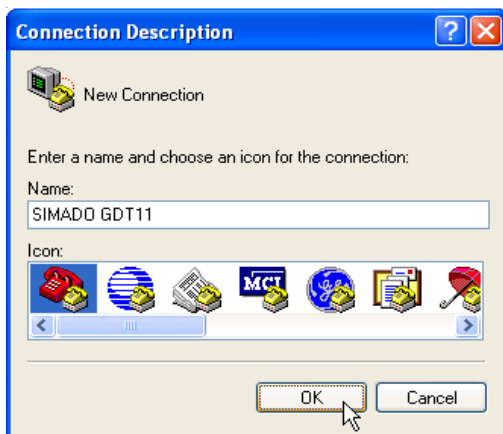 Connection Description
New Connection
Enter a name and choose an icon for the connection:
Name:
SIMADO GDT11
Icon:
MCI
OK
Cancel